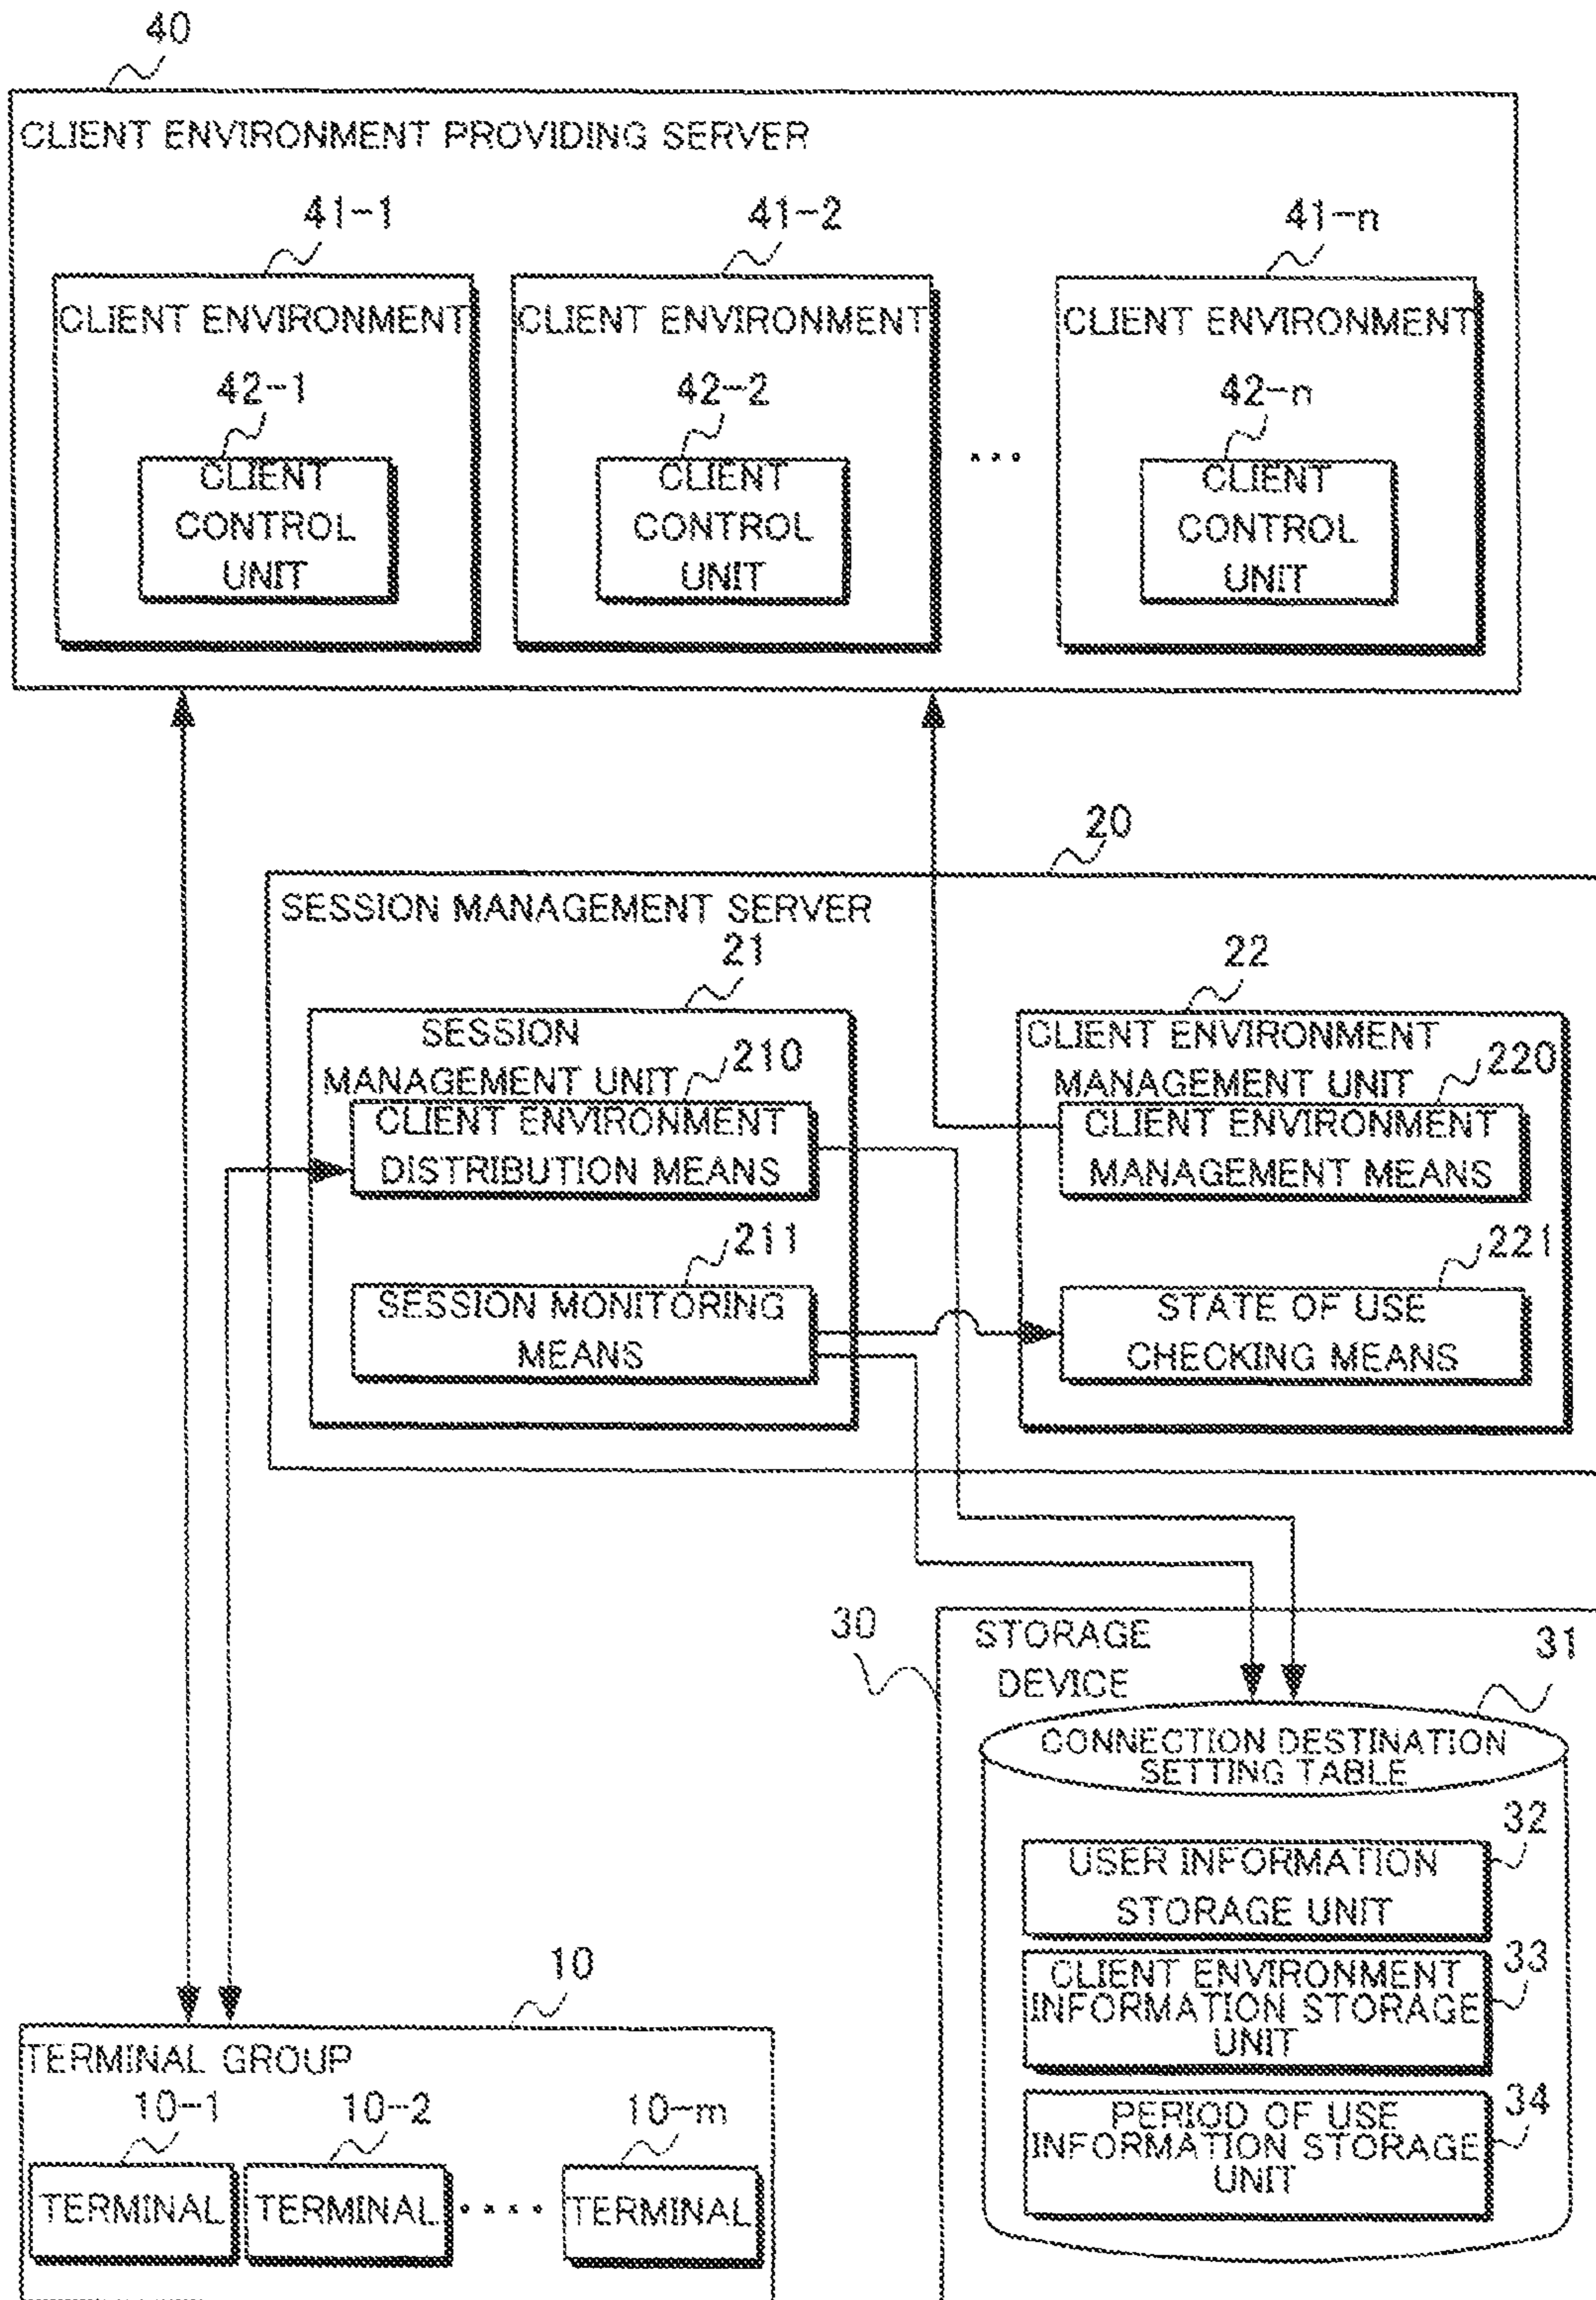 40
CLIENT ENVIRONMENT PROVIDING SERVER
41-1
41-2
41-n
CLIENT ENVIRONMENT
CLIENT ENVIRONMENT
CLIENT ENVIRONMENT
42-1
42-2
42-n
CLIENT
CONTROL
UNIT
CLIENT
CONTROL
UNIT
...
CLIENT
CONTROL
UNIT
20
SESSION MANAGEMENT SERVER
21
22
SESSION
MANAGEMENT UNIT
210
CLIENT ENVIRONMENT
DISTRIBUTION MEANS
211
SESSION MONITORING
MEANS
CLIENT ENVIRONMENT
MANAGEMENT UNIT
220
CLIENT ENVIRONMENT
MANAGEMENT MEANS
221
STATE OF USE
CHECKING MEANS
30
STORAGE
DEVICE
31
CONNECTION DESTINATION
SETTING TABLE
32
USER INFORMATION
STORAGE UNIT
33
CLIENT ENVIRONMENT
INFORMATION STORAGE
UNIT
34
PERIOD OF USE
INFORMATION STORAGE
UNIT
10
TERMINAL GROUP
10-1
10-2
10-m
TERMINAL
TERMINAL
....
TERMINAL